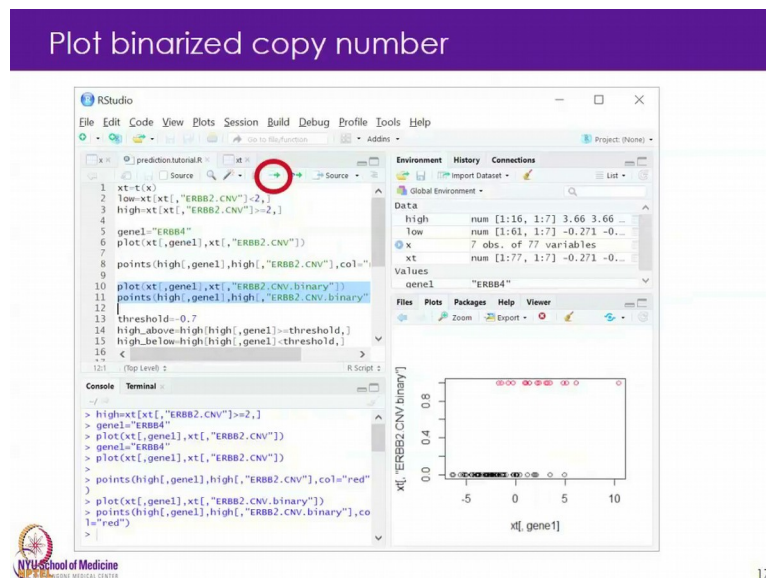 Plot binarized copy number
RStudio
File Edit Code View Plots Session Build Debug Profile Tools Help
Go to file/function Addins Project: (None)
x prediction.tutorial.R xt
Source Source
1 xt=t(x)
2 low=xt[xt[,"ERBB2.CNV"]<2,]
3 high=xt[xt[,"ERBB2.CNV"]>=2,]
4
5 gene1="ERBB4"
6 plot(xt[,gene1],xt[,"ERBB2.CNV"])
7
8 points(high[,gene1],high[,"ERBB2.CNV"],col="
9
10 plot(xt[,gene1],xt[,"ERBB2.CNV.binary"])
11 points(high[,gene1],high[,"ERBB2.CNV.binary"
12
13 threshold=-0.7
14 high_above=high[high[,gene1]>=threshold,]
15 high_below=high[high[,gene1]<threshold,]
16
12:1 (Top Level) R Script
Console Terminal
~/
> high=xt[xt[,"ERBB2.CNV"]>=2,]
> gene1="ERBB4"
> plot(xt[,gene1],xt[,"ERBB2.CNV"])
> gene1="ERBB4"
> plot(xt[,gene1],xt[,"ERBB2.CNV"])
>
> points(high[,gene1],high[,"ERBB2.CNV"],col="red"
)
> plot(xt[,gene1],xt[,"ERBB2.CNV.binary"])
> points(high[,gene1],high[,"ERBB2.CNV.binary"],co
l="red")
>
Environment History Connections
Import Dataset List
Global Environment
Data
high num [1:16, 1:7] 3.66 3.66 ...
low num [1:61, 1:7] -0.271 -0...
x 7 obs. of 77 variables
xt num [1:77, 1:7] -0.271 -0...
Values
gene1 "ERBB4"
Files Plots Packages Help Viewer
Zoom Export
xt[, "ERBB2.CNV.binary"]
0.8
0.4
0.0
-5 0 5 10
xt[, gene1]
NYU School of Medicine
NPTEL
LANGONE MEDICAL CENTER